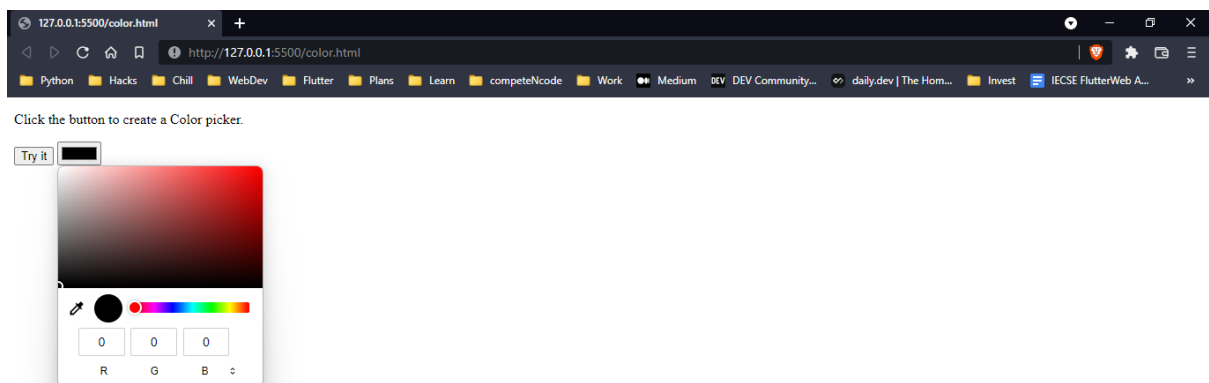 127.0.0.1:5500/color.html
http://127.0.0.1:5500/color.html
Python Hacks Chill WebDev Flutter Plans Learn competeNcode Work Medium DEV DEV Community... daily.dev | The Hom... Invest IECSE FlutterWeb A...
Click the button to create a Color picker.
Try it
0 0 0
R G B